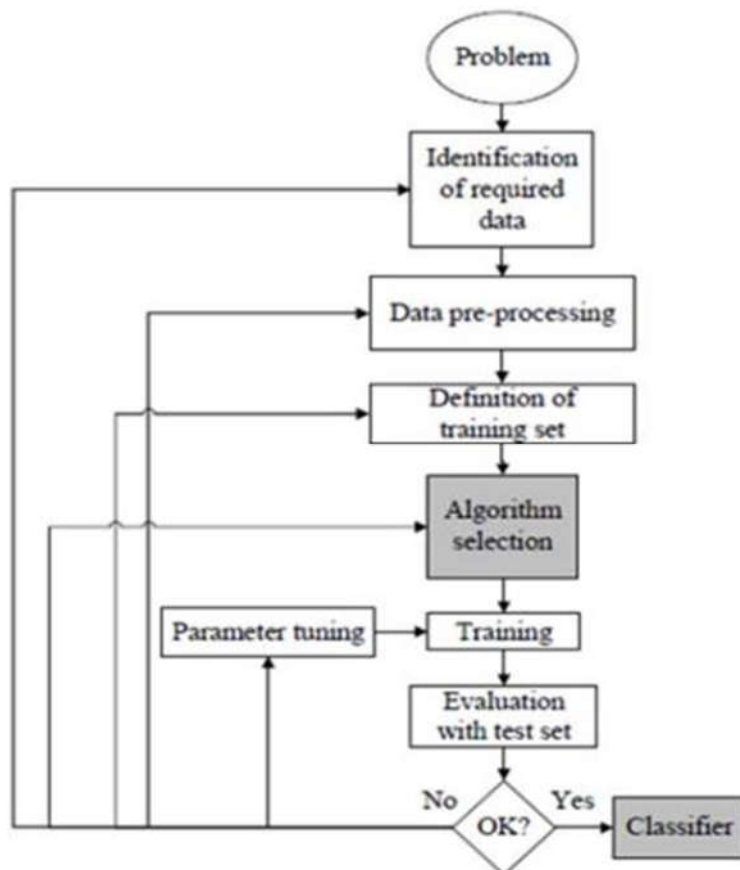 Problem
Identification
of required
data
Data pre-processing
Definition of
training set
Algorithm
selection
Parameter tuning
Training
Evaluation
with test set
No
Yes
OK?
Classifier